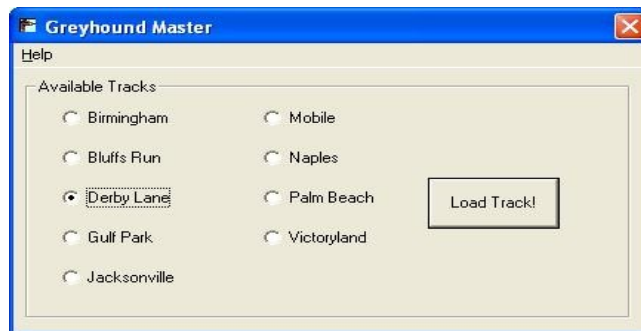 Greyhound Master
Help
Available Tracks
Birmingham
Bluffs Run
Derby Lane
Gulf Park
Jacksonville
Mobile
Naples
Palm Beach
Victoryland
Load Track!